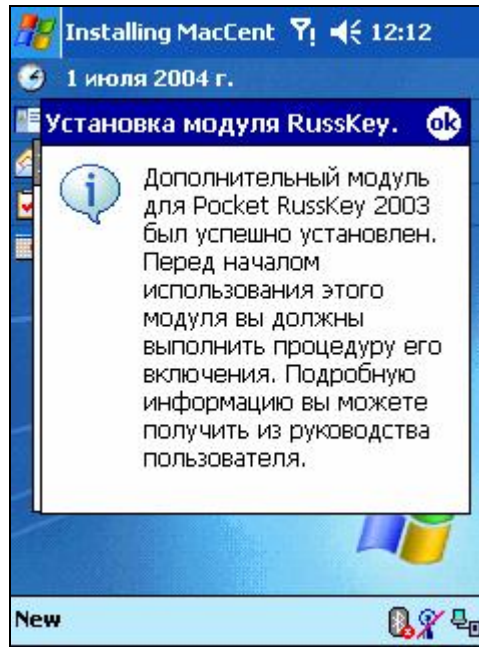 Installing MacCent 12:12
1 июля 2004 г.
Установка модуля RussKey. ok
Дополнительный модуль
для Pocket RussKey 2003
был успешно установлен.
Перед началом
использования этого
модуля вы должны
выполнить процедуру его
включения. Подробную
информацию вы можете
получить из руководства
пользователя.
New